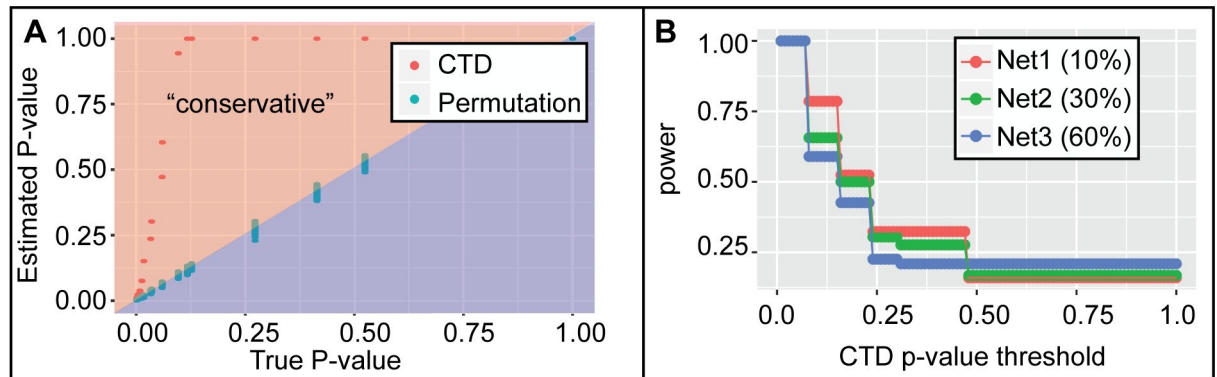 A
Estimated P-value
1.00
0.75
0.50
0.25
0.00
"conservative"
CTD
Permutation
0.00 0.25 0.50 0.75 1.00
True P-value
B
power
1.00
0.75
0.50
0.25
Net1 (10%)
Net2 (30%)
Net3 (60%)
0.0 0.25 0.50 0.75 1.00
CTD p-value threshold